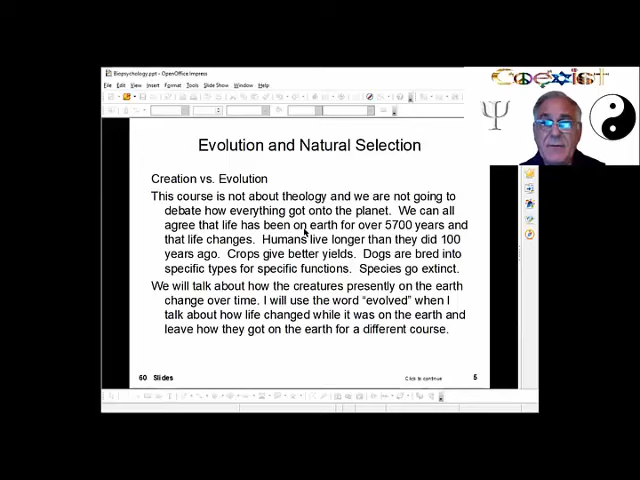 Biopsychology.ppt - OpenOffice Impress
File Edit View Insert Format Tools Slide Show Window Help
Coexist
Ψ
Evolution and Natural Selection
Creation vs. Evolution
This course is not about theology and we are not going to
debate how everything got onto the planet. We can all
agree that life has been on earth for over 5700 years and
that life changes. Humans live longer than they did 100
years ago. Crops give better yields. Dogs are bred into
specific types for specific functions. Species go extinct.
We will talk about how the creatures presently on the earth
change over time. I will use the word “evolved” when I
talk about how life changed while it was on the earth and
leave how they got on the earth for a different course.
60 Slides
Click to continue
5